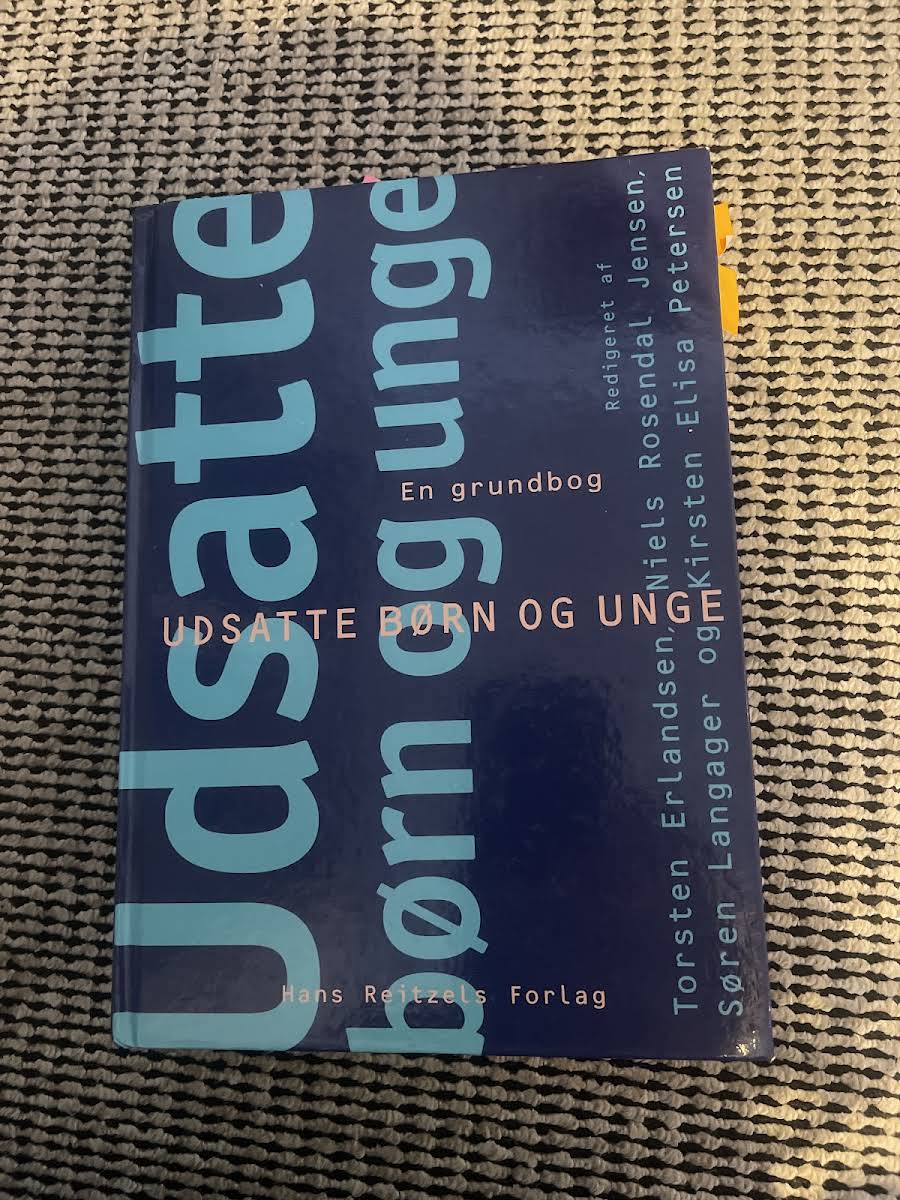 Udsatte
børn og unge
En grundbog
UDSATTE BØRN OG UNGE
Redigeret af
Torsten Erlandsen, Niels Rosendal Jensen,
Søren Langager og Kirsten Elisa Petersen
Hans Reitzels Forlag